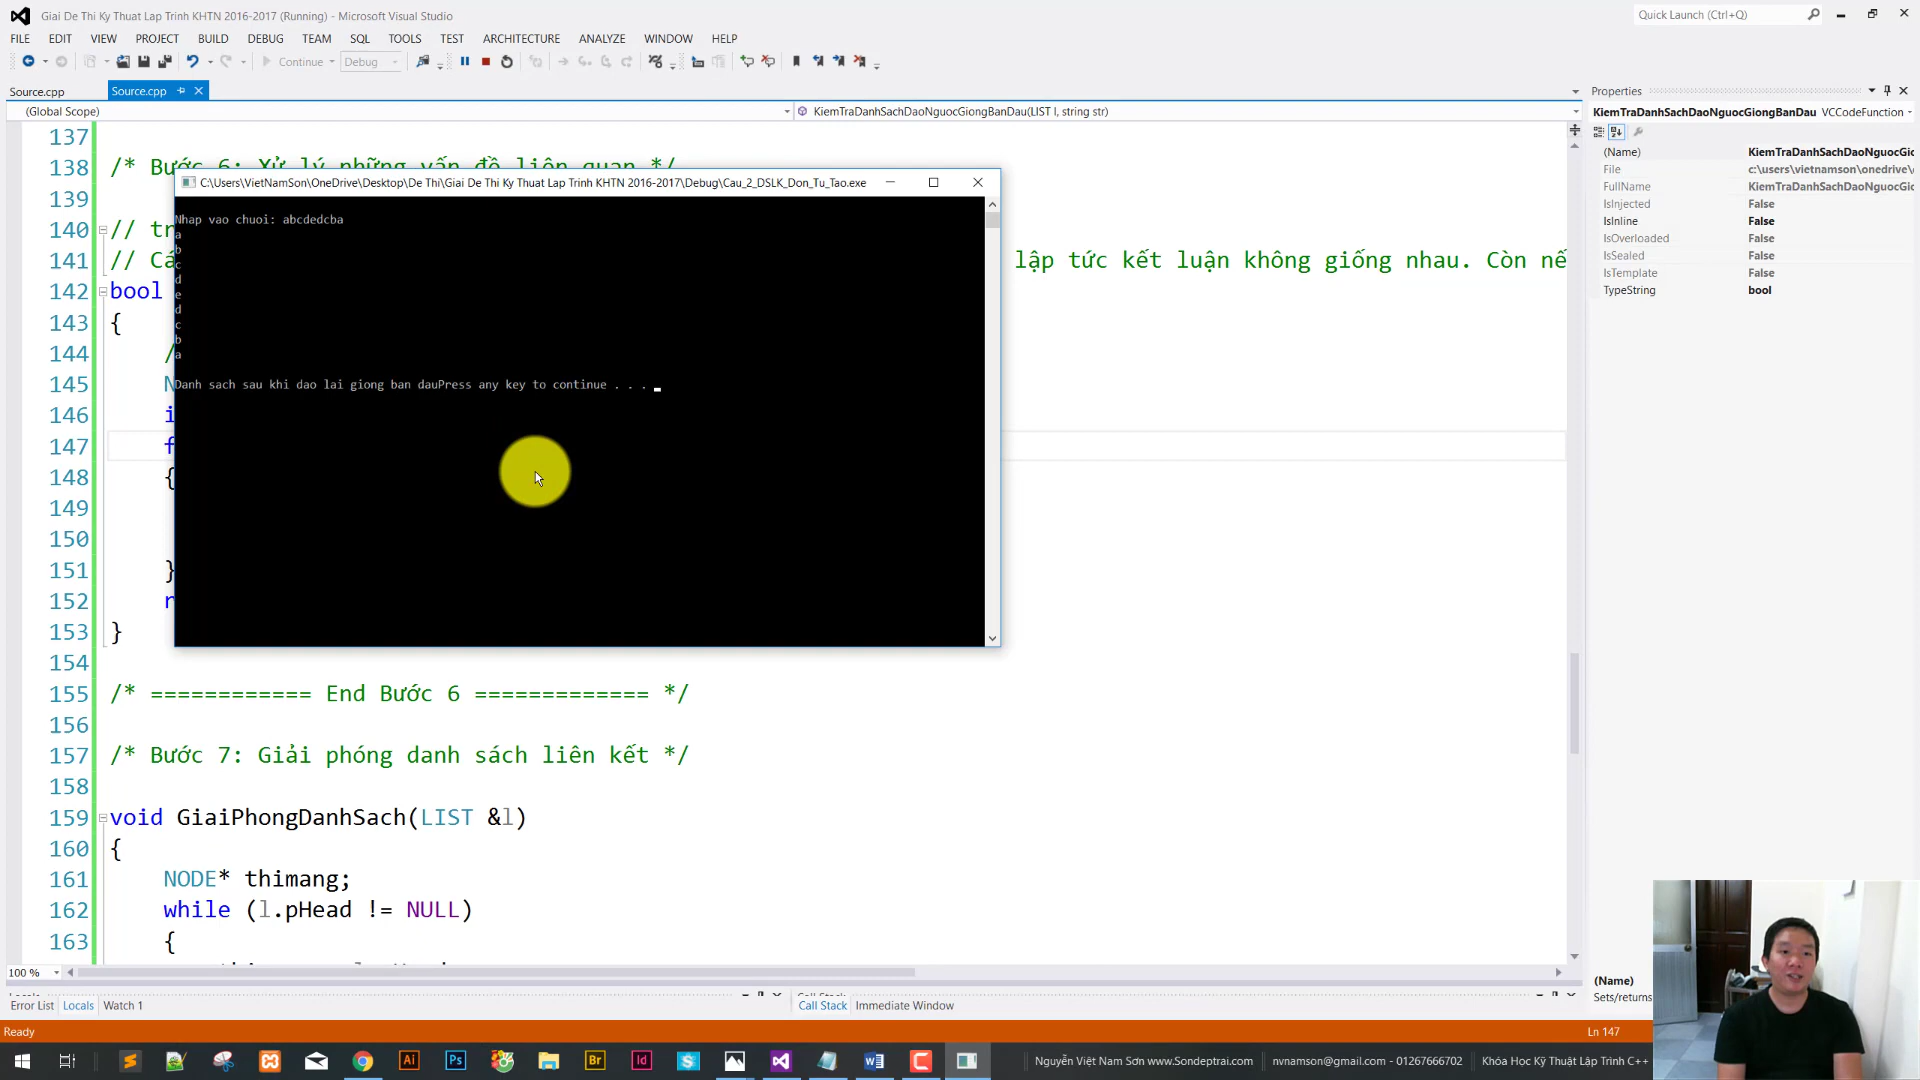 Giai De Thi Ky Thuat Lap Trinh KHTN 2016-2017 (Running) - Microsoft Visual Studio
Quick Launch (Ctrl+Q)
FILE EDIT VIEW PROJECT BUILD DEBUG TEAM SQL TOOLS TEST ARCHITECTURE ANALYZE WINDOW HELP
Continue Debug
Source.cpp Source.cpp
(Global Scope) KiemTraDanhSachDaoNguocGiongBanDau(LIST l, string str)
137
138 /* Bước 6: Xử lý những vấn đề liên quan */
139
140 // tr
141 // Cá lập tức kết luận không giống nhau. Còn nế
142 bool
143 {
144 /
145 N
146 i
147 f
148 {
149
150
151 }
152 r
153 }
154
155 /* ============ End Bước 6 ============= */
156
157 /* Bước 7: Giải phóng danh sách liên kết */
158
159 void GiaiPhongDanhSach(LIST &l)
160 {
161 NODE* thimang;
162 while (l.pHead != NULL)
163 {
C:\Users\VietNamSon\OneDrive\Desktop\De Thi\Giai De Thi Ky Thuat Lap Trinh KHTN 2016-2017\Debug\Cau_2_DSLK_Don_Tu_Tao.exe
Nhap vao chuoi: abcdedcba
a
b
c
d
e
d
c
b
a
Danh sach sau khi dao lai giong ban dauPress any key to continue . . .
Properties
KiemTraDanhSachDaoNguocGiongBanDau VCCodeFunction
(Name) KiemTraDanhSachDaoNguocGio
File c:\users\vietnamson\onedrive\
FullName KiemTraDanhSachDaoNguocGio
IsInjected False
IsInline False
IsOverloaded False
IsSealed False
IsTemplate False
TypeString bool
(Name)
Sets/returns
100 %
Error List Locals Watch 1
Call Stack Immediate Window
Ready
Ln 147
Nguyễn Việt Nam Sơn www.Sondeptrai.com nvnamson@gmail.com - 01267666702 Khóa Học Kỹ Thuật Lập Trình C++